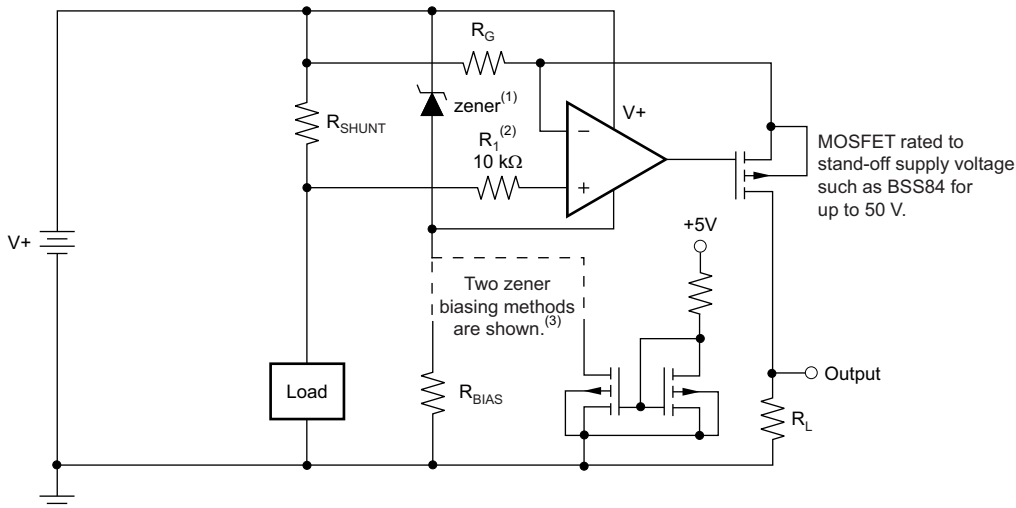 R_G
zener(1)
V+
R_SHUNT
R_1(2)
10 kΩ
−
+
MOSFET rated to
stand-off supply voltage
such as BSS84 for
up to 50 V.
+5V
V+
Two zener
biasing methods
are shown.(3)
Load
R_BIAS
Output
R_L